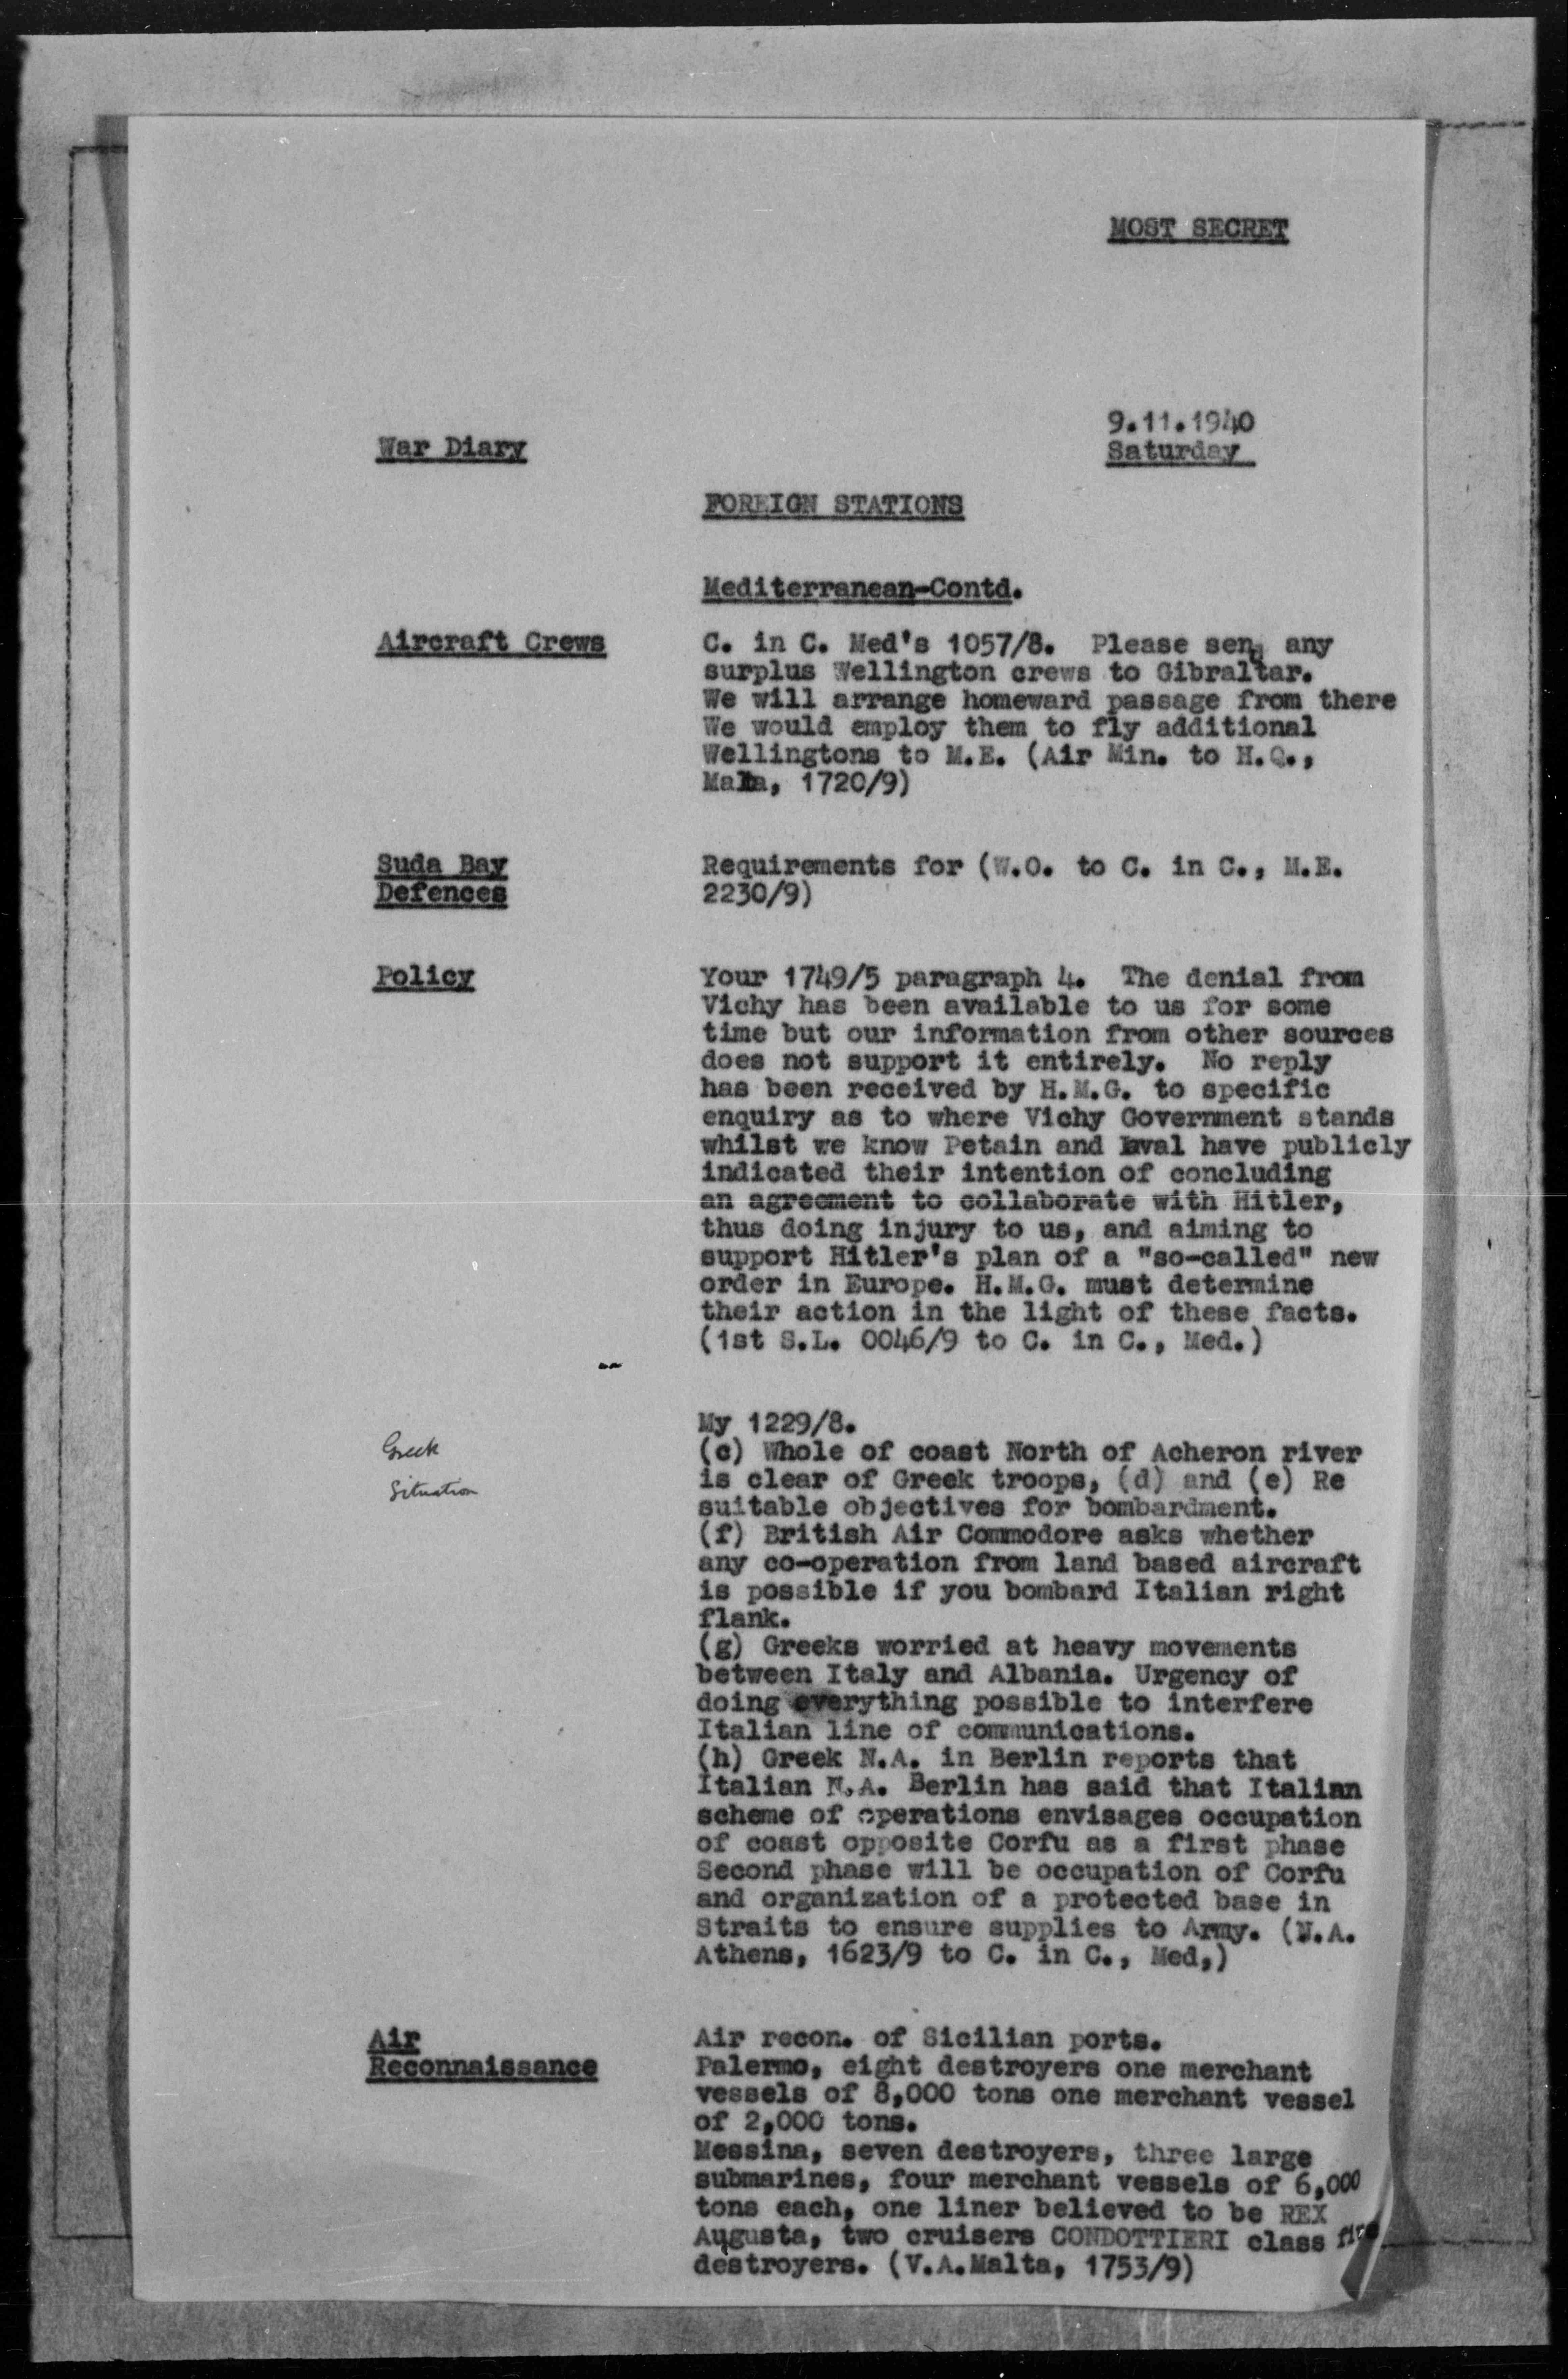 MOST SECRET
9.11.1940
War Diary
Saturday
FOREIGN STATIONS
Mediterranean-Contd.
Aircraft Crews
C. in C. Med's 1057/8. Please send any
surplus Wellington crews to Gibraltar.
We will arrange homeward passage from there
We would employ them to fly additional
Wellingtons to M.E. (Air Min. to H.Q.,
Malta, 1720/9)
Suda Bay
Defences
Requirements for (W.O. to C. in C., M.E.
2230/9)
Policy
Your 1749/5 paragraph 4. The denial from
Vichy has been available to us for some
time but our information from other sources
does not support it entirely. No reply
has been received by H.M.G. to specific
enquiry as to where Vichy Government stands
whilst we know Petain and Laval have publicly
indicated their intention of concluding
an agreement to collaborate with Hitler,
thus doing injury to us, and aiming to
support Hitler's plan of a "so-called" new
order in Europe. H.M.G. must determine
their action in the light of these facts.
(1st S.L. 0046/9 to C. in C., Med.)
Greek
Situation
My 1229/8.
(c) Whole of coast North of Acheron river
is clear of Greek troops, (d) and (e) Re
suitable objectives for bombardment.
(f) British Air Commodore asks whether
any co-operation from land based aircraft
is possible if you bombard Italian right
flank.
(g) Greeks worried at heavy movements
between Italy and Albania. Urgency of
doing everything possible to interfere
Italian line of communications.
(h) Greek N.A. in Berlin reports that
Italian N.A. Berlin has said that Italian
scheme of operations envisages occupation
of coast opposite Corfu as a first phase
Second phase will be occupation of Corfu
and organization of a protected base in
Straits to ensure supplies to Army. (N.A.
Athens, 1623/9 to C. in C., Med,)
Air
Reconnaissance
Air recon. of Sicilian ports.
Palermo, eight destroyers one merchant
vessels of 8,000 tons one merchant vessel
of 2,000 tons.
Messina, seven destroyers, three large
submarines, four merchant vessels of 6,000
tons each, one liner believed to be REX
Augusta, two cruisers CONDOTTIERI class
destroyers. (V.A.Malta, 1753/9)